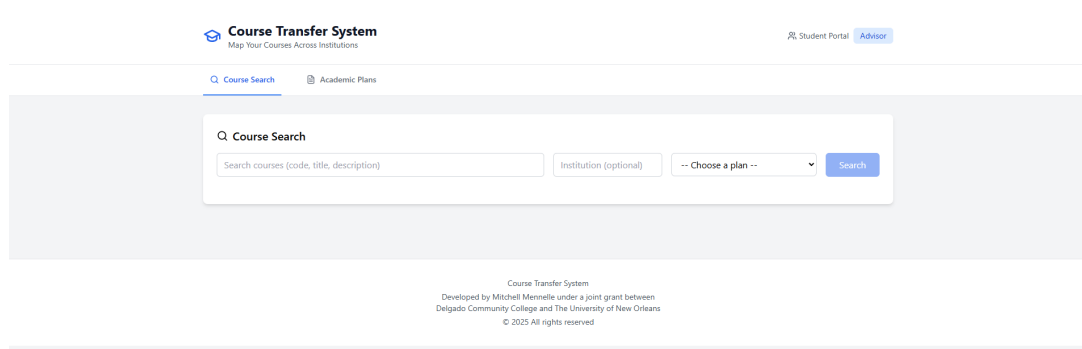 Course Transfer System
Map Your Courses Across Institutions
Student Portal
Advisor
Course Search
Academic Plans
Course Search
Search courses (code, title, description)
Institution (optional)
-- Choose a plan --
Search
Course Transfer System
Developed by Mitchell Mennelle under a joint grant between
Delgado Community College and The University of New Orleans
© 2025 All rights reserved